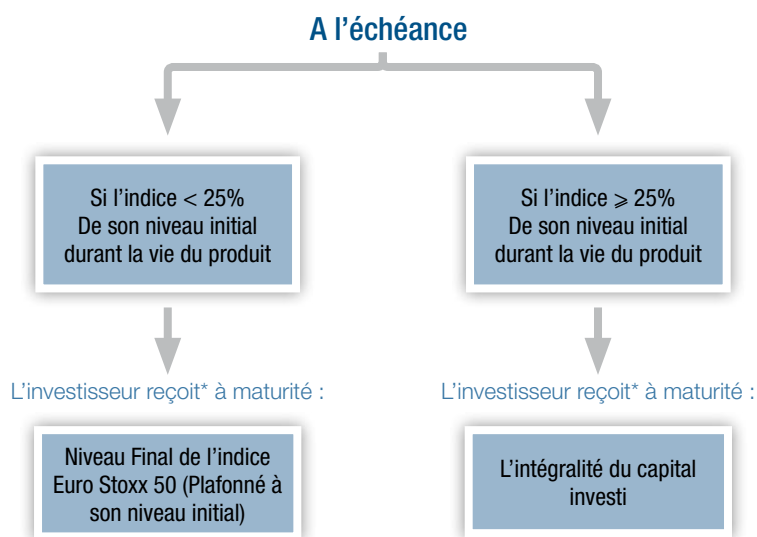 A l'échéance
Si l'indice < 25%
De son niveau initial
durant la vie du produit
Si l'indice ⩾ 25%
De son niveau initial
durant la vie du produit
L'investisseur reçoit* à maturité :
L'investisseur reçoit* à maturité :
Niveau Final de l'indice
Euro Stoxx 50 (Plafonné à
son niveau initial)
L'intégralité du capital
investi